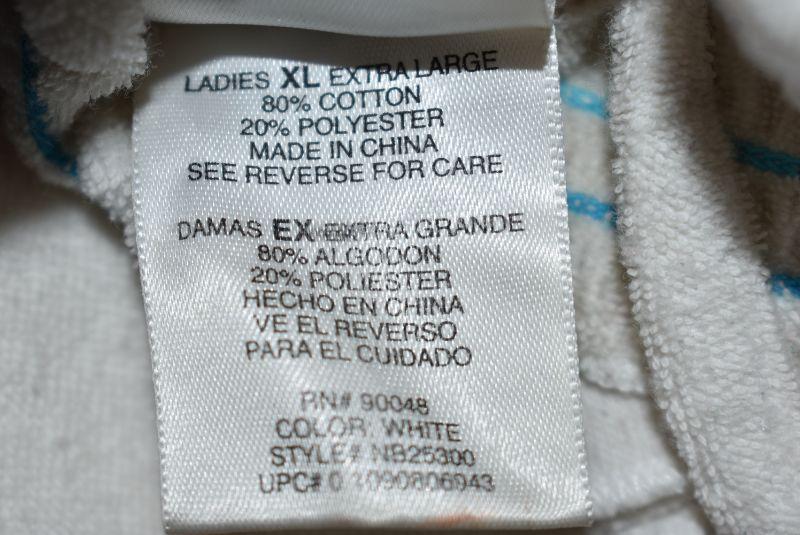 LADIES XL EXTRA LARGE
80% COTTON
20% POLYESTER
MADE IN CHINA
SEE REVERSE FOR CARE
DAMAS EX EXTRA GRANDE
80% ALGODON
20% POLIESTER
HECHO EN CHINA
VE EL REVERSO
PARA EL CUIDADO
RN# 90048
COLOR: WHITE
STYLE# NB25300
UPC# 0